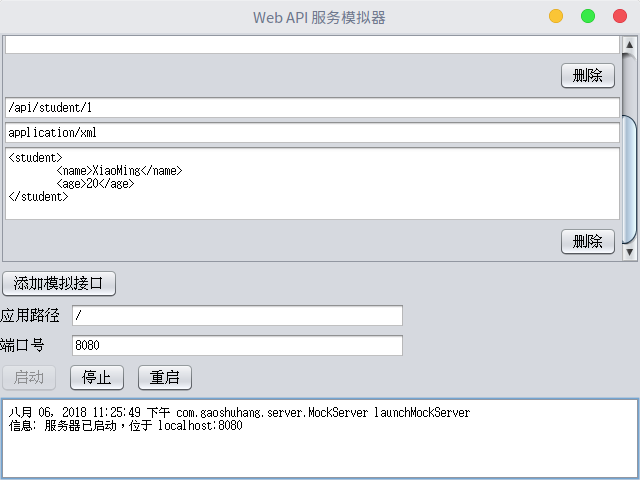 Web API 服务模拟器
删除
/api/student/1
application/xml
<student>
<name>XiaoMing</name>
<age>20</age>
</student>
删除
添加模拟接口
应用路径 /
端口号 8080
启动 停止 重启
八月 06, 2018 11:25:49 下午 com.gaoshuhang.server.MockServer launchMockServer
信息: 服务器已启动，位于 localhost:8080